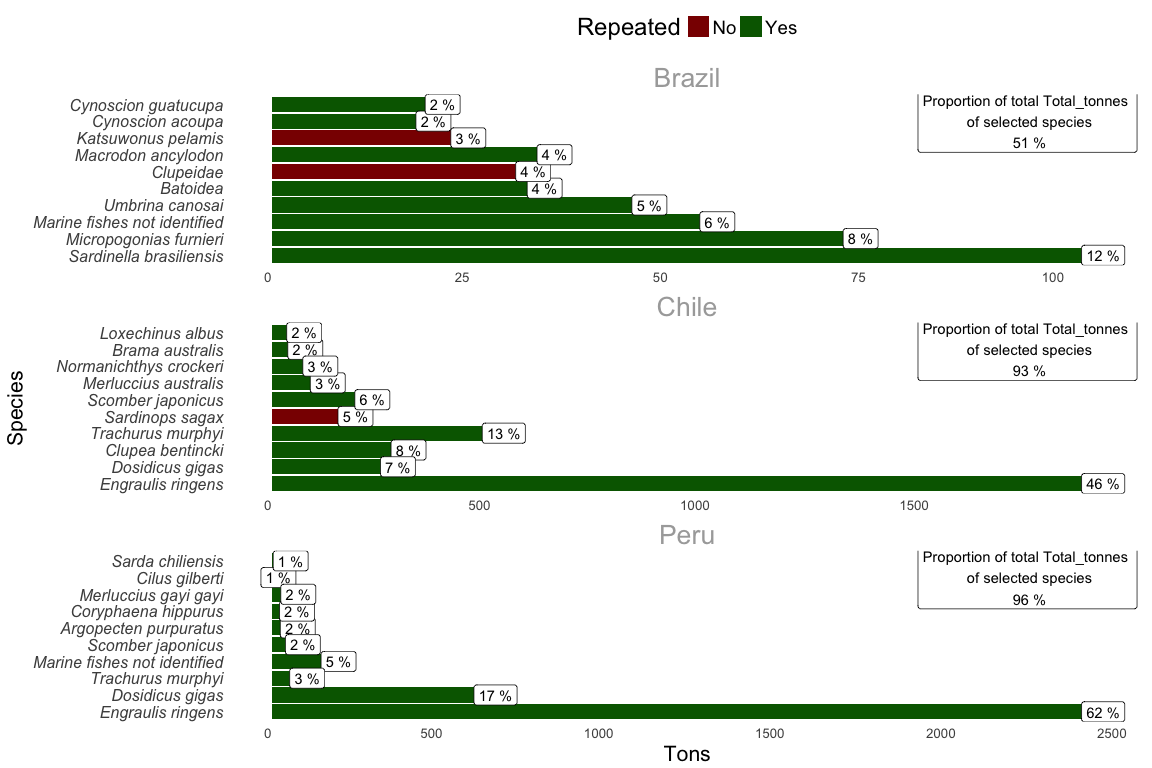 Repeated No Yes
Brazil
Cynoscion guatucupa 2 %
Cynoscion acoupa 2 %
Katsuwonus pelamis 3 %
Macrodon ancylodon 4 %
Clupeidae 4 %
Batoidea 4 %
Umbrina canosai 5 %
Marine fishes not identified 6 %
Micropogonias furnieri 8 %
Sardinella brasiliensis 12 %
Proportion of total Total_tonnes
of selected species
51 %
0 25 50 75 100
Chile
Loxechinus albus 2 %
Brama australis 2 %
Normanichthys crockeri 3 %
Merluccius australis 3 %
Scomber japonicus 6 %
Sardinops sagax 5 %
Trachurus murphyi 13 %
Clupea bentincki 8 %
Dosidicus gigas 7 %
Engraulis ringens 46 %
Proportion of total Total_tonnes
of selected species
93 %
0 500 1000 1500
Peru
Sarda chiliensis 1 %
Cilus gilberti 1 %
Merluccius gayi gayi 2 %
Coryphaena hippurus 2 %
Argopecten purpuratus 2 %
Scomber japonicus 2 %
Marine fishes not identified 5 %
Trachurus murphyi 3 %
Dosidicus gigas 17 %
Engraulis ringens 62 %
Proportion of total Total_tonnes
of selected species
96 %
0 500 1000 1500 2000 2500
Tons
Species